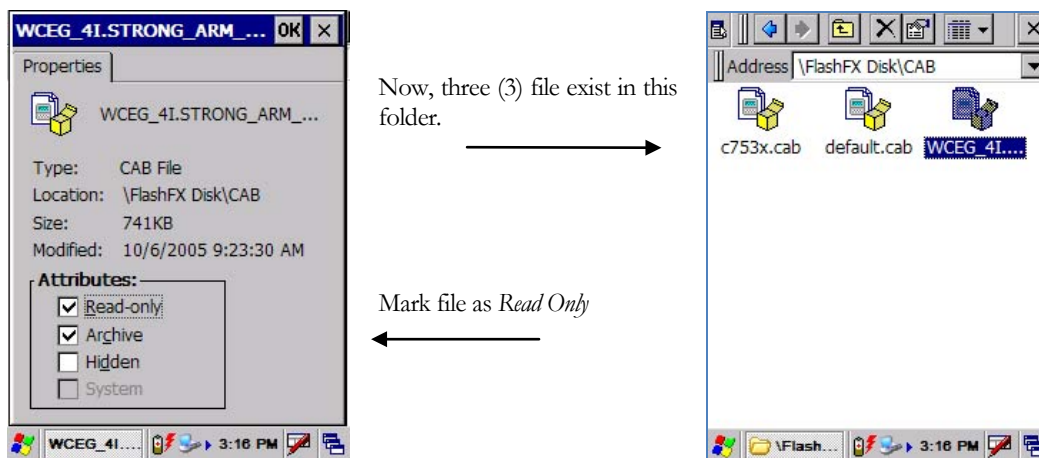 WCEG_4I.STRONG_ARM_... OK
Properties
WCEG_4I.STRONG_ARM_...
Type: CAB File
Location: \FlashFX Disk\CAB
Size: 741KB
Modified: 10/6/2005 9:23:30 AM
Attributes:
Read-only
Archive
Hidden
System
WCEG_4I.... 3:16 PM
Now, three (3) file exist in this
folder.
Mark file as Read Only
Address \FlashFX Disk\CAB
c753x.cab default.cab WCEG_4I....
\Flash... 3:16 PM